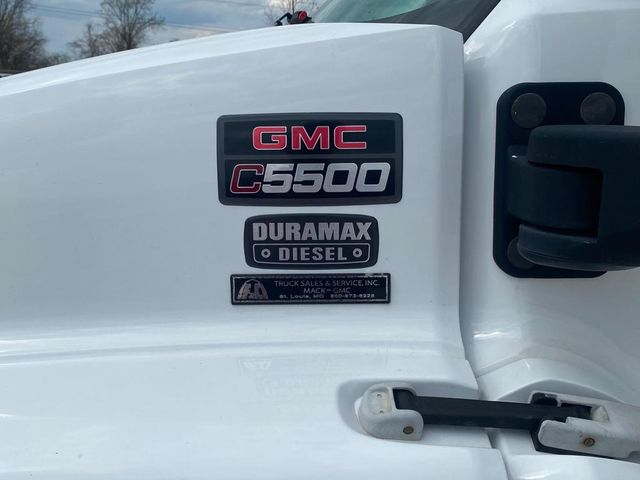 GMC
C5500
DURAMAX
DIESEL
TRUCK SALES & SERVICE, INC.
MACK - GMC
St. Louis, MO